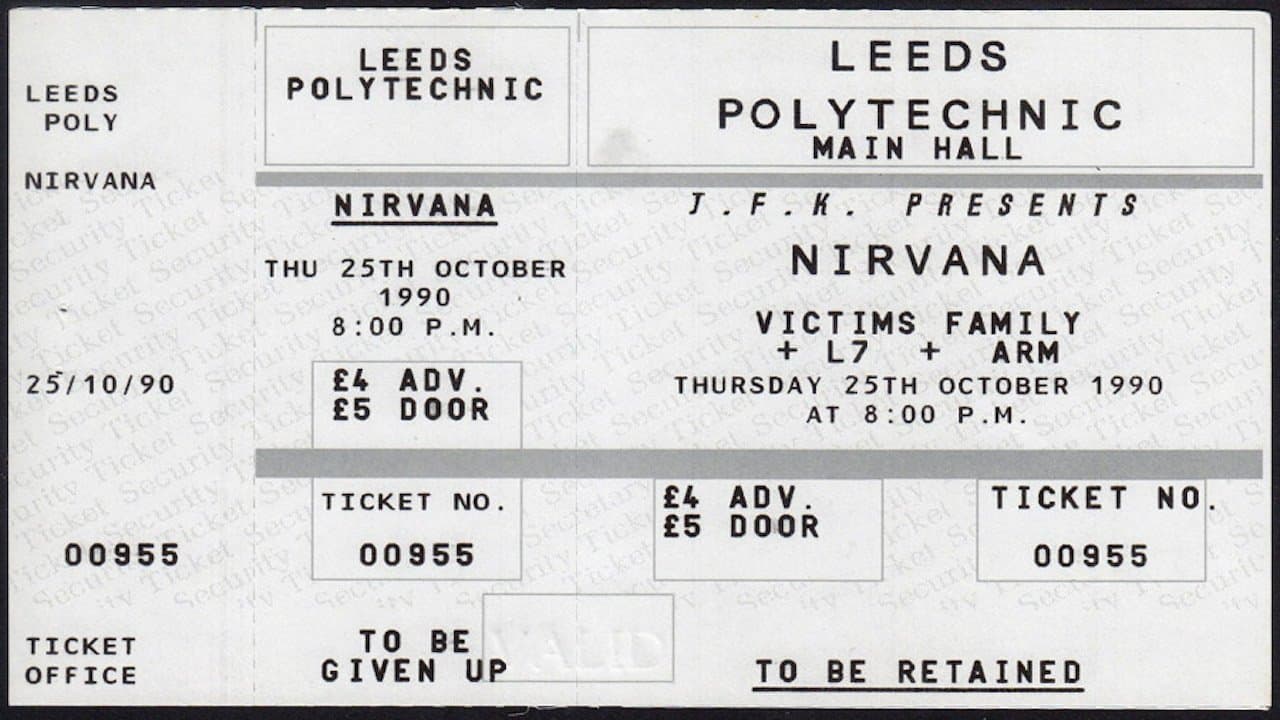 LEEDS
POLY
NIRVANA
25/10/90
00955
TICKET
OFFICE
LEEDS
POLYTECHNIC
NIRVANA
THU 25TH OCTOBER
1990
8:00 P.M.
£4 ADV.
£5 DOOR
TICKET NO.
00955
TO BE
GIVEN UP
VALID
LEEDS
POLYTECHNIC
MAIN HALL
J.F.K. PRESENTS
NIRVANA
VICTIMS FAMILY
+ L7 + ARM
THURSDAY 25TH OCTOBER 1990
AT 8:00 P.M.
£4 ADV.
£5 DOOR
TICKET NO.
00955
TO BE RETAINED